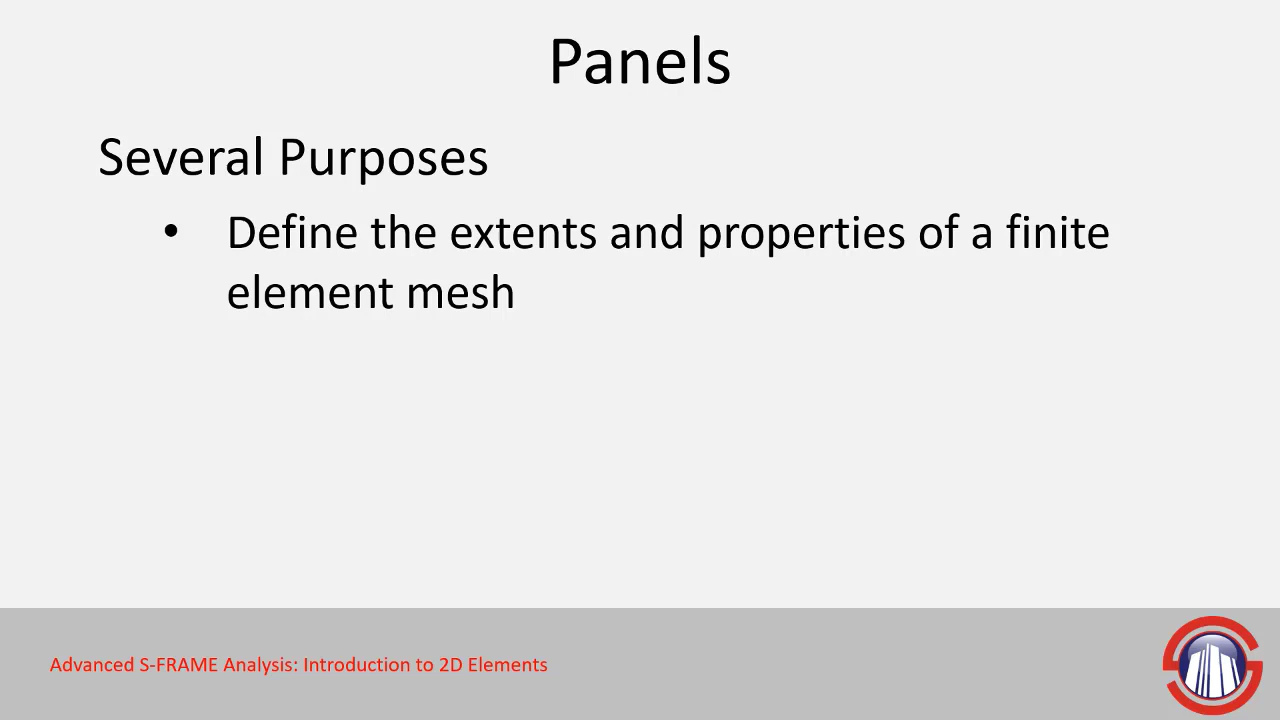 Panels
Several Purposes
• Define the extents and properties of a finite
element mesh
Advanced S-FRAME Analysis: Introduction to 2D Elements